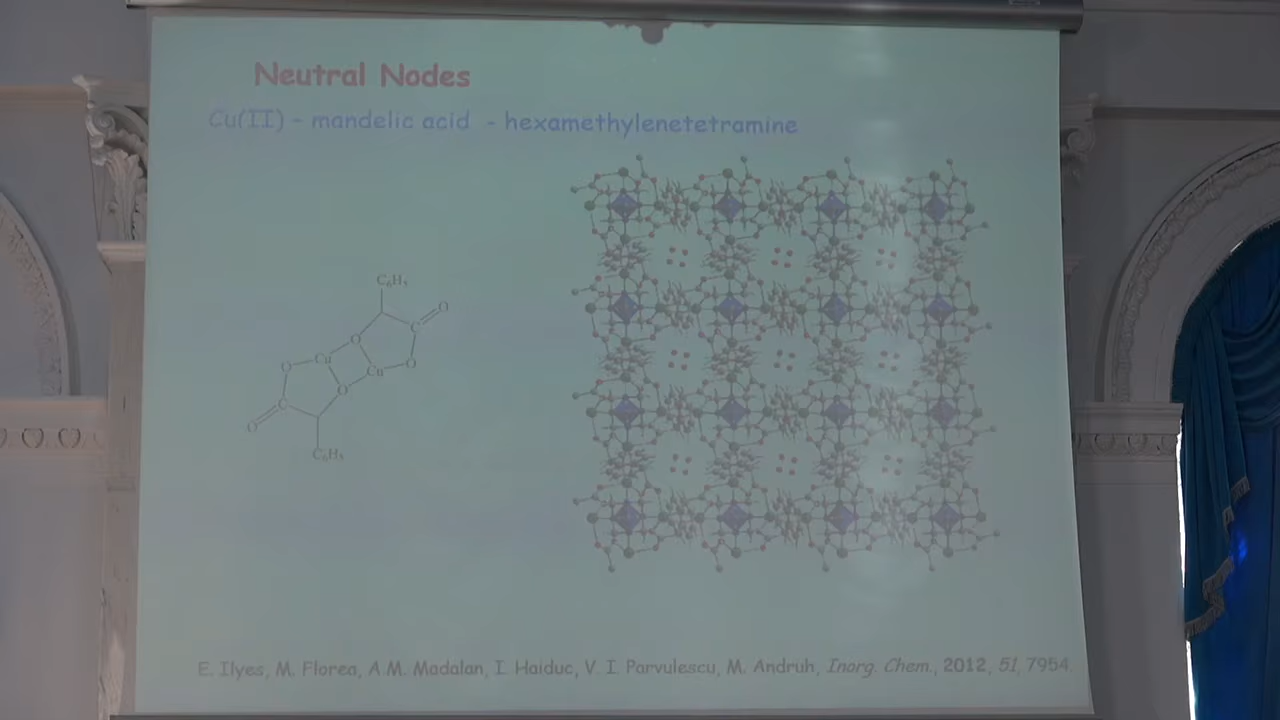 Neutral Nodes
Cu(II) – mandelic acid - hexamethylenetetramine
C₆H₅
O
C
O
O
Cu
O
Cu
O
O
C
O
C₆H₅
E. Ilyes, M. Florea, A.M. Madalan, I. Haiduc, V. I. Parvulescu, M. Andruh, Inorg. Chem., 2012, 51, 7954